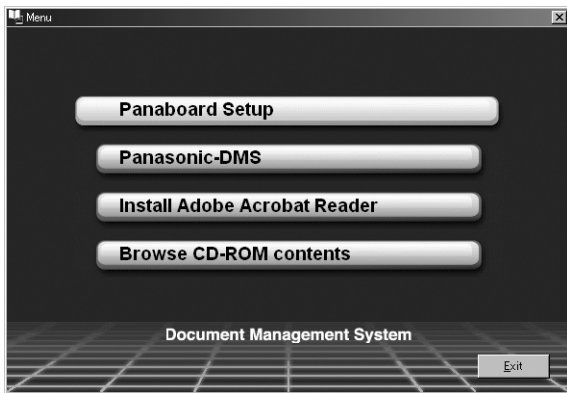 Menu
Panaboard Setup
Panasonic-DMS
Install Adobe Acrobat Reader
Browse CD-ROM contents
Document Management System
Exit